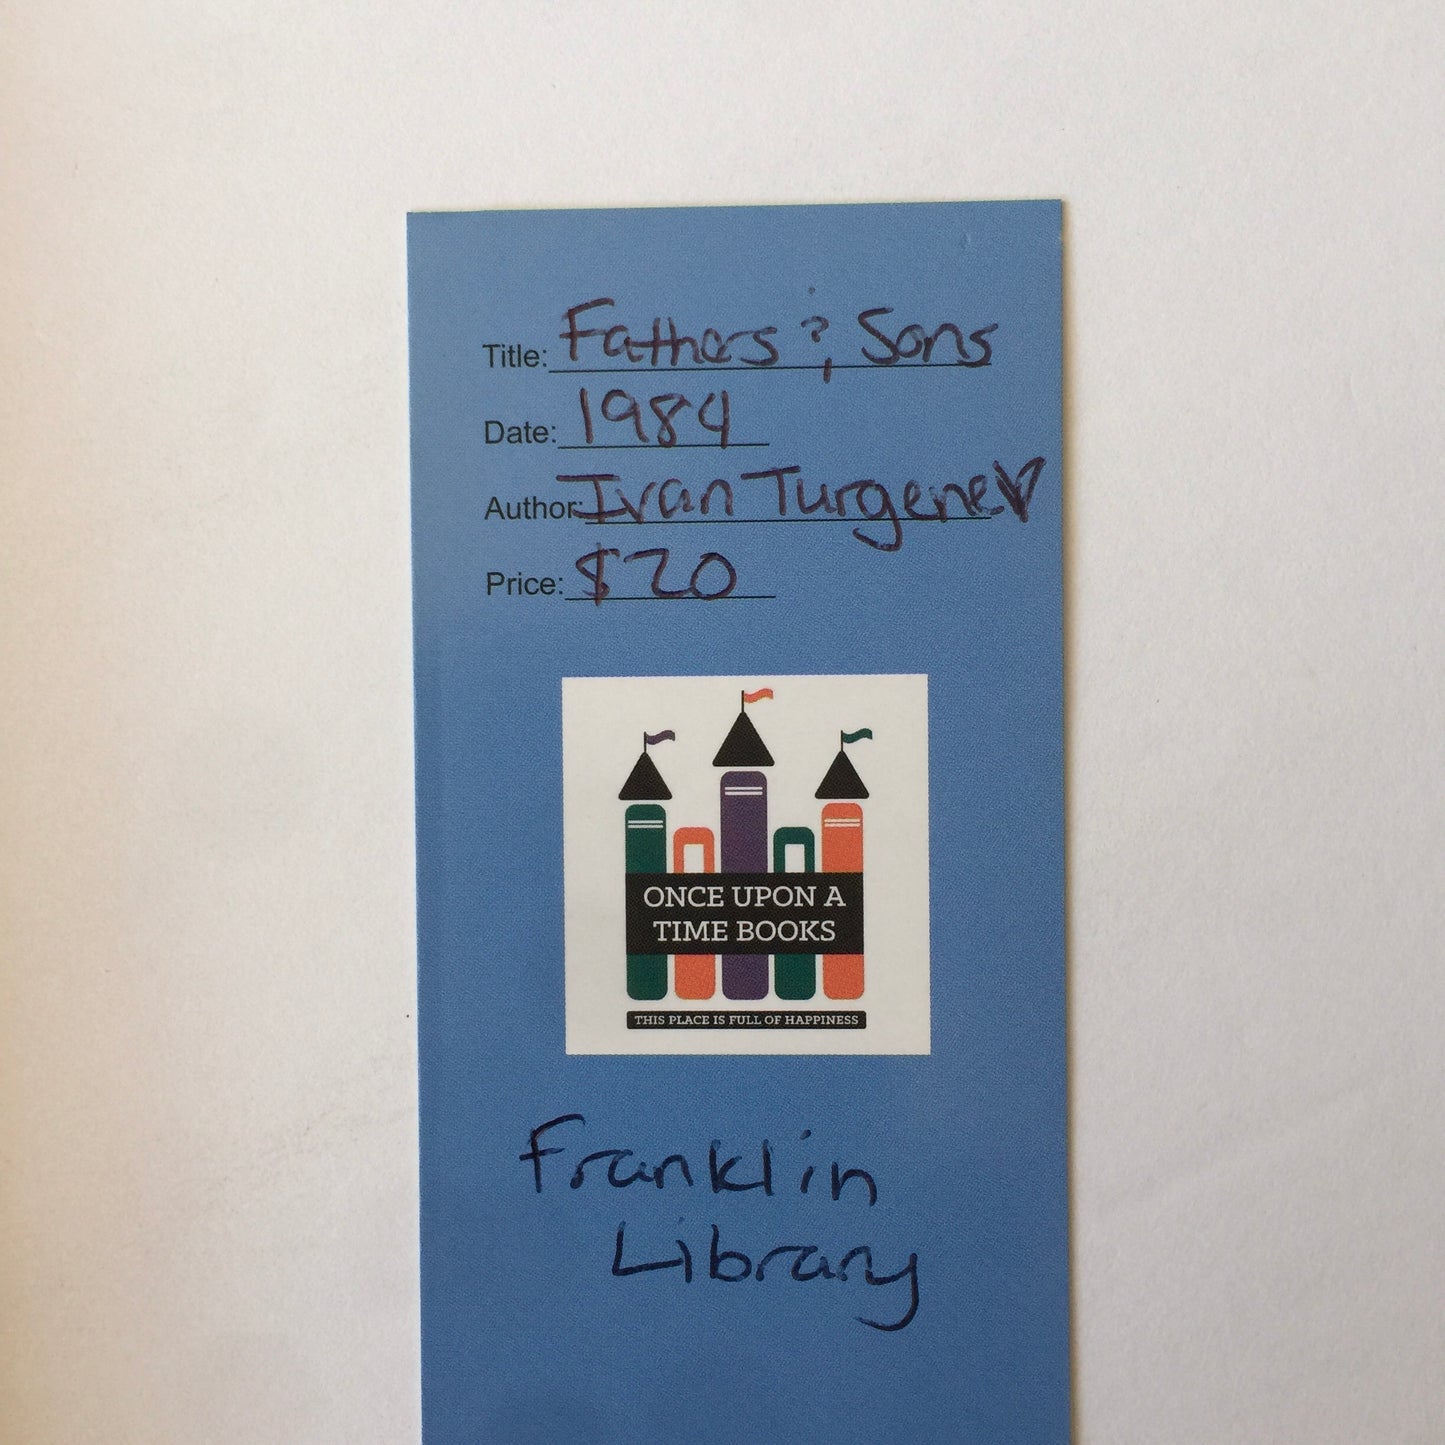 Title: Fathers & Sons
Date: 1984
Author: Ivan Turgenev
Price: $20
ONCE UPON A
TIME BOOKS
THIS PLACE IS FULL OF HAPPINESS
Franklin
Library